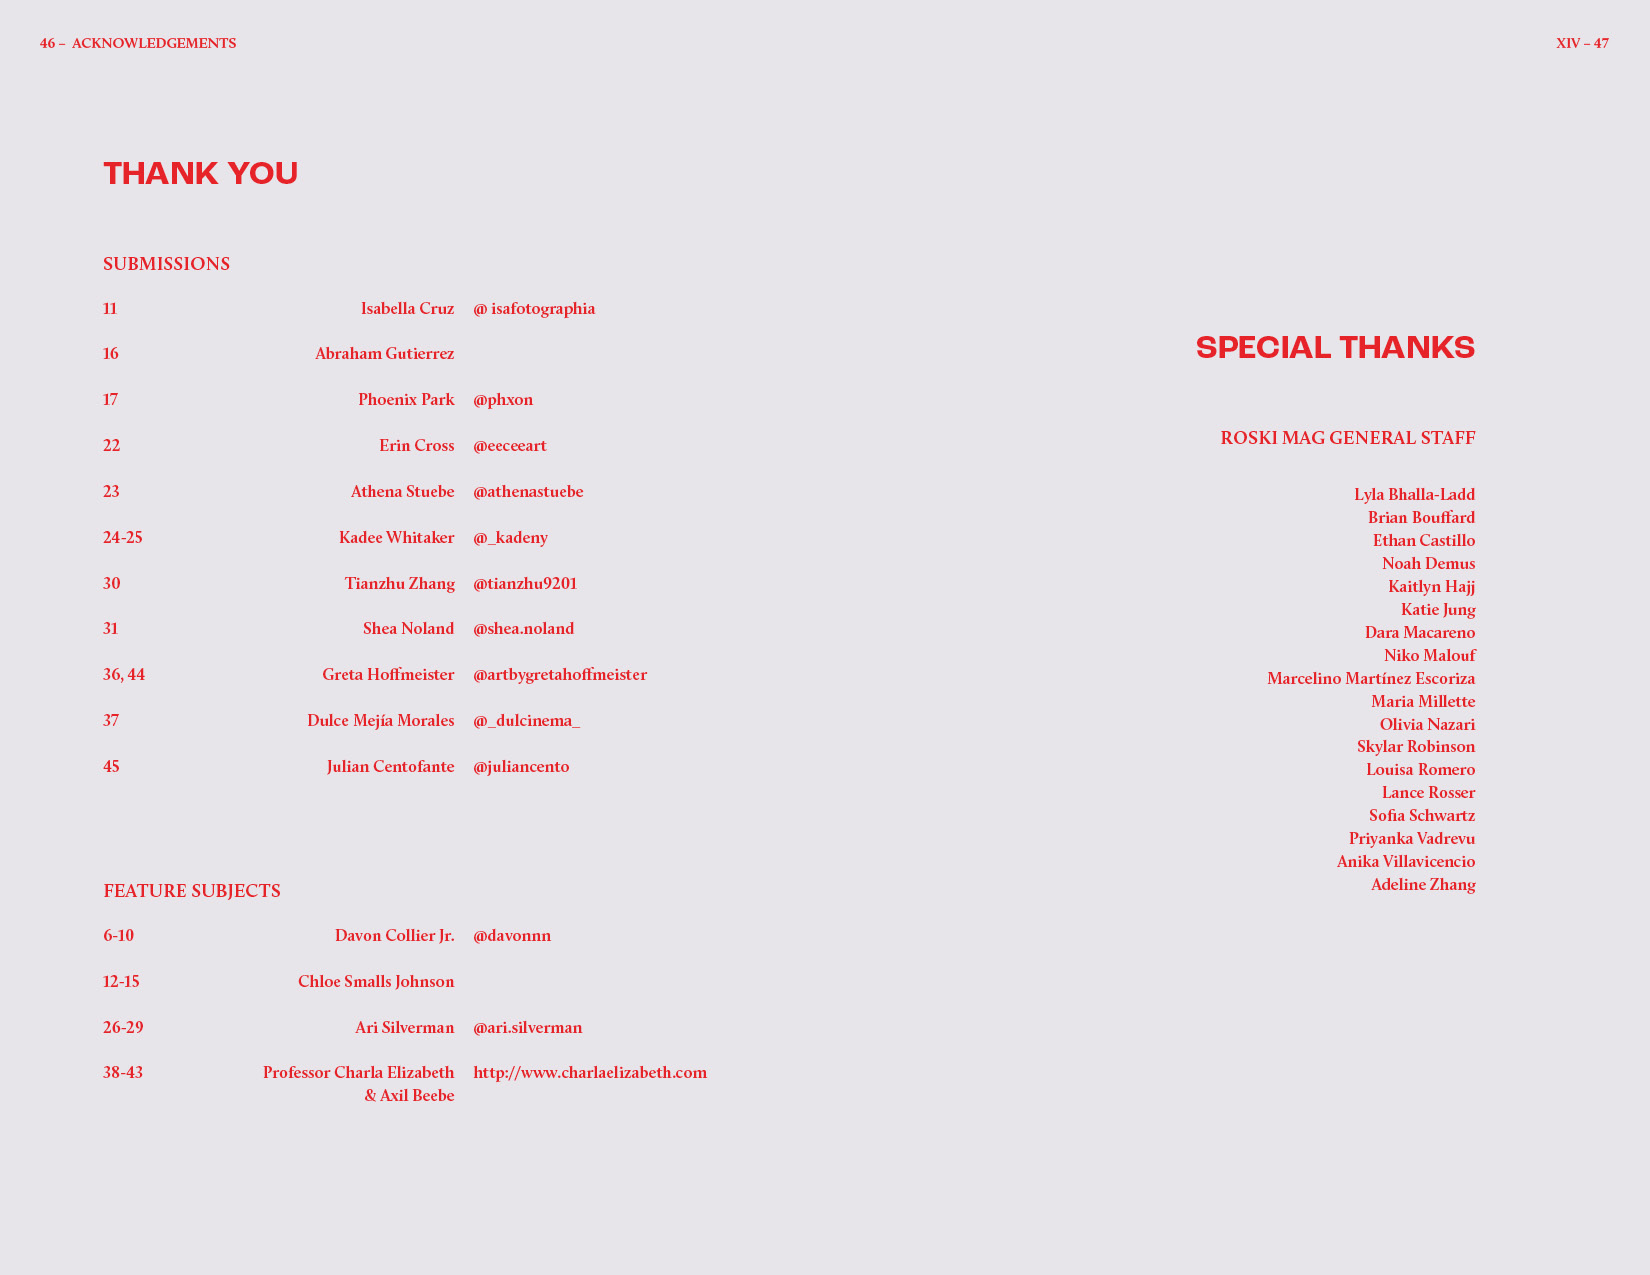 46 – ACKNOWLEDGEMENTS
THANK YOU
SUBMISSIONS
11 Isabella Cruz @ isafotographia
16 Abraham Gutierrez
17 Phoenix Park @phxon
22 Erin Cross @eeceeart
23 Athena Stuebe @athenastuebe
24-25 Kadee Whitaker @_kadeny
30 Tianzhu Zhang @tianzhu9201
31 Shea Noland @shea.noland
36, 44 Greta Hoffmeister @artbygretahoffmeister
37 Dulce Mejía Morales @_dulcinema_
45 Julian Centofante @juliancento
FEATURE SUBJECTS
6-10 Davon Collier Jr. @davonnn
12-15 Chloe Smalls Johnson
26-29 Ari Silverman @ari.silverman
38-43 Professor Charla Elizabeth http://www.charlaelizabeth.com
& Axil Beebe
XIV – 47
SPECIAL THANKS
ROSKI MAG GENERAL STAFF
Lyla Bhalla-Ladd
Brian Bouffard
Ethan Castillo
Noah Demus
Kaitlyn Hajj
Katie Jung
Dara Macareno
Niko Malouf
Marcelino Martínez Escoriza
Maria Millette
Olivia Nazari
Skylar Robinson
Louisa Romero
Lance Rosser
Sofia Schwartz
Priyanka Vadrevu
Anika Villavicencio
Adeline Zhang